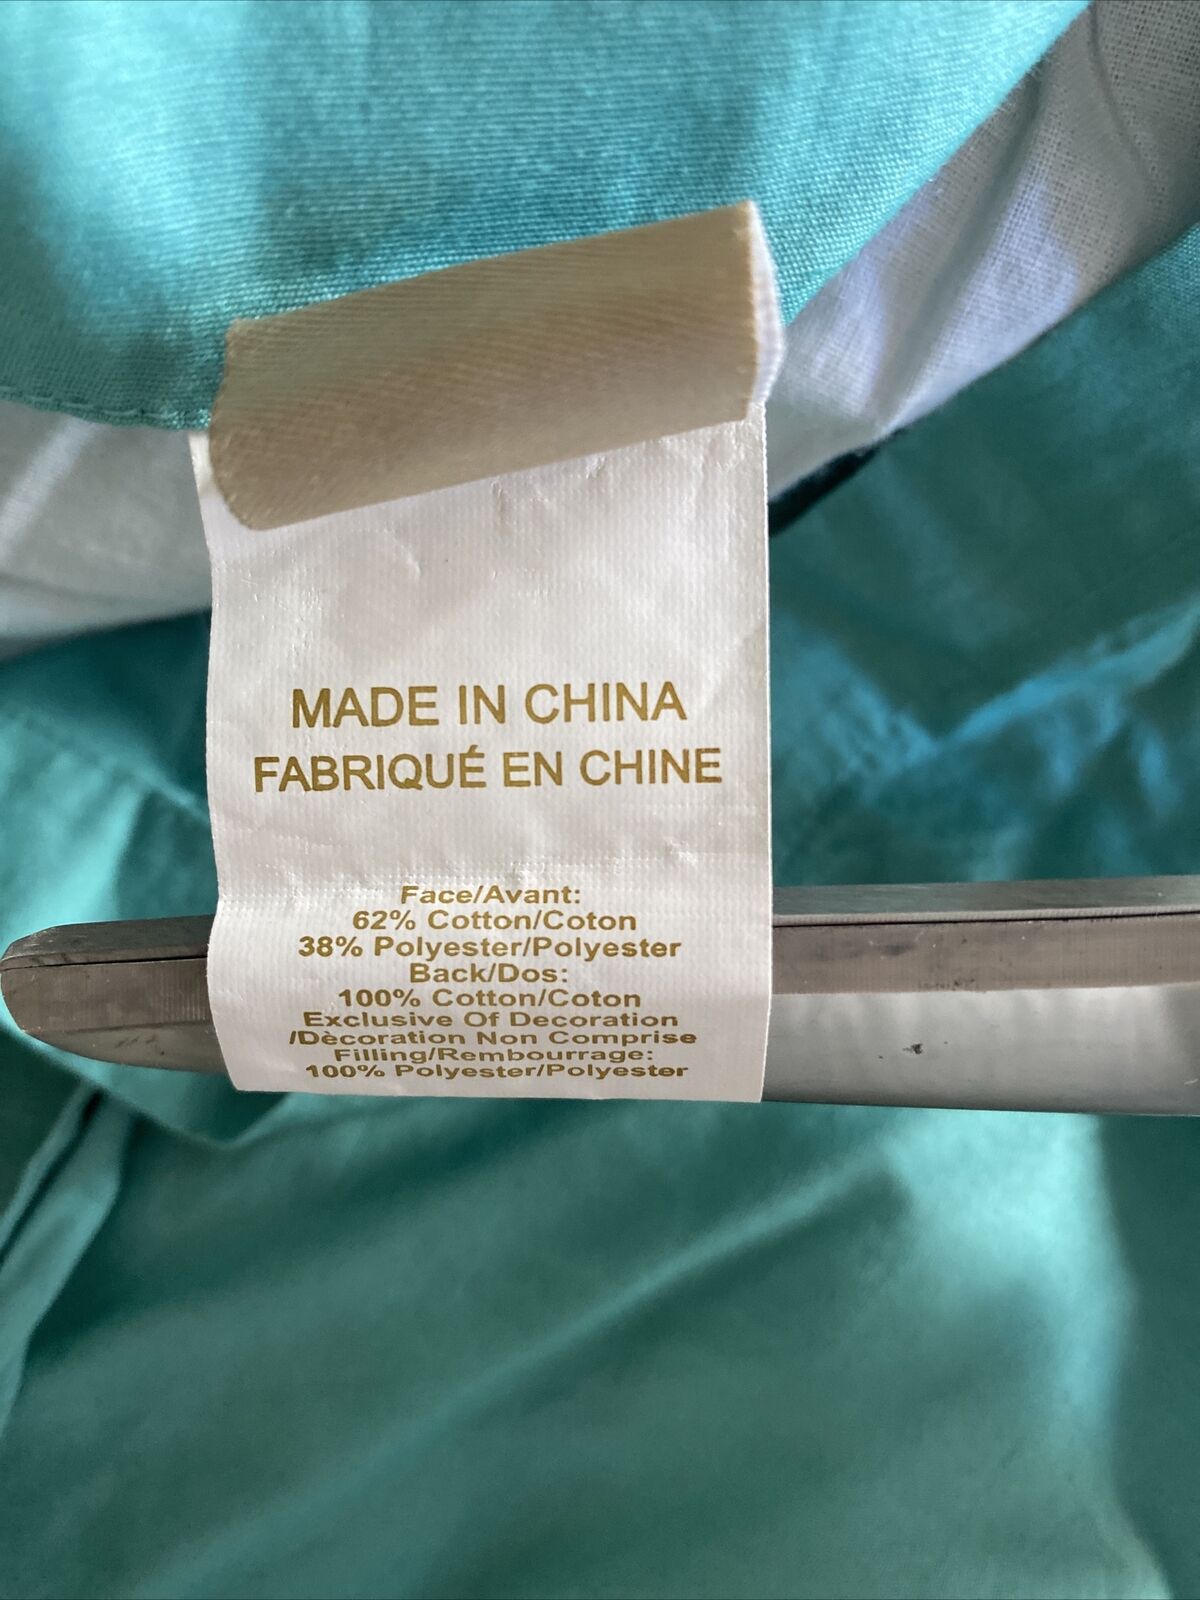 MADE IN CHINA
FABRIQUÉ EN CHINE
Face/Avant:
62% Cotton/Coton
38% Polyester/Polyester
Back/Dos:
100% Cotton/Coton
Exclusive Of Decoration
/Dècoration Non Comprise
Filling/Rembourrage:
100% Polyester/Polyester